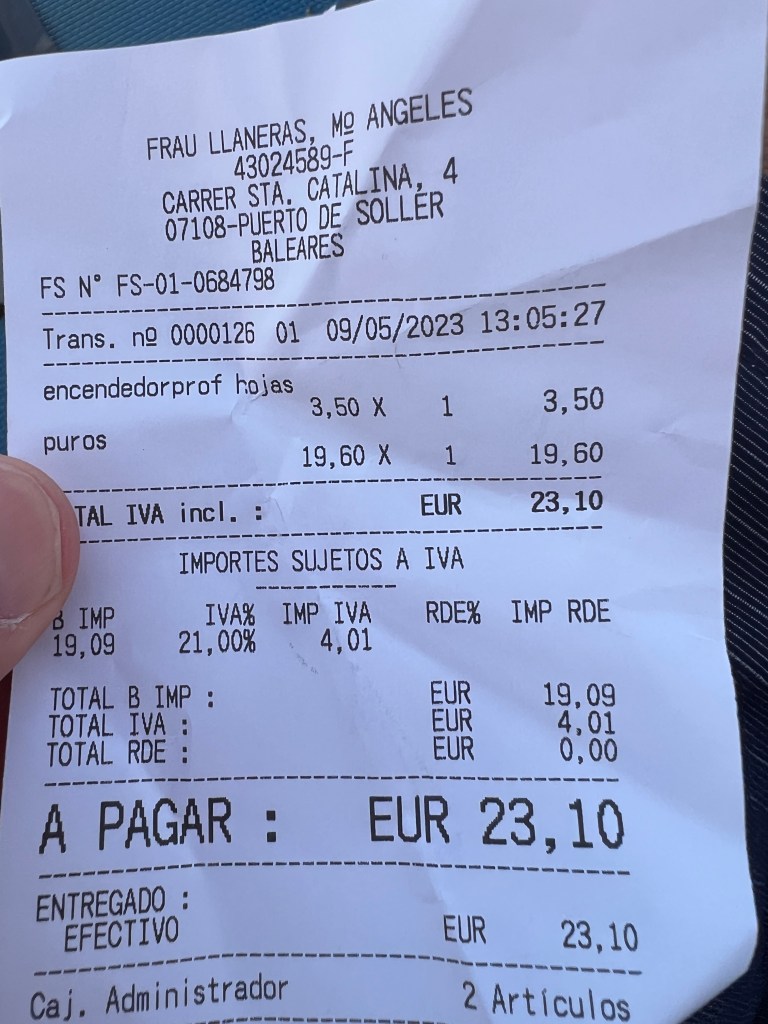 FRAU LLANERAS, Mº ANGELES
43024589-F
CARRER STA. CATALINA, 4
07108-PUERTO DE SOLLER
BALEARES
FS N° FS-01-0684798
Trans. nº 0000126 01 09/05/2023 13:05:27
encendedorprof hojas
3,50 X 1 3,50
puros
19,60 X 1 19,60
TAL IVA incl. : EUR 23,10
IMPORTES SUJETOS A IVA
B IMP IVA% IMP IVA RDE% IMP RDE
19,09 21,00% 4,01
TOTAL B IMP : EUR 19,09
TOTAL IVA : EUR 4,01
TOTAL RDE : EUR 0,00
A PAGAR : EUR 23,10
ENTREGADO :
EFECTIVO EUR 23,10
Caj. Administrador 2 Artículos